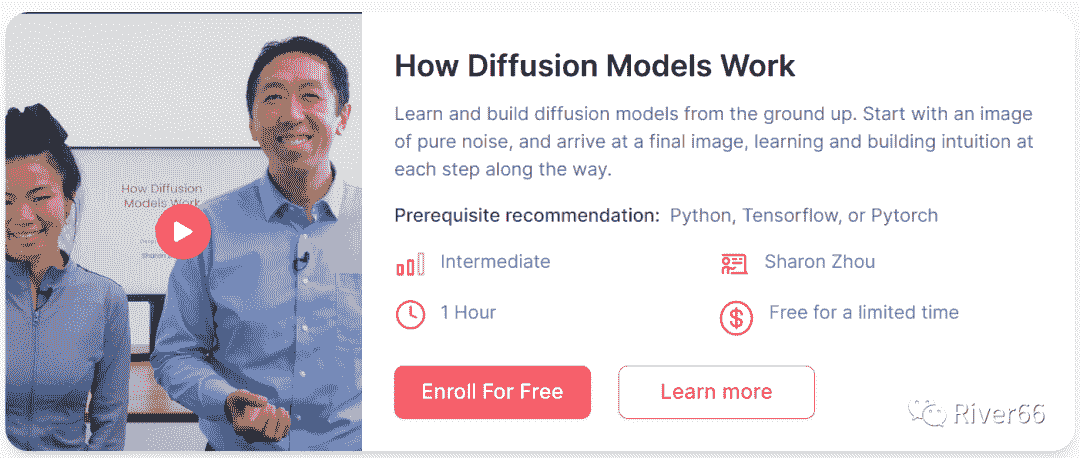 How Diffusion Models Work
Learn and build diffusion models from the ground up. Start with an image
of pure noise, and arrive at a final image, learning and building intuition at
each step along the way.
Prerequisite recommendation: Python, Tensorflow, or Pytorch
Intermediate
Sharon Zhou
1 Hour
Free for a limited time
Enroll For Free
Learn more
How Diffusion
Models Work
Sharon
River66